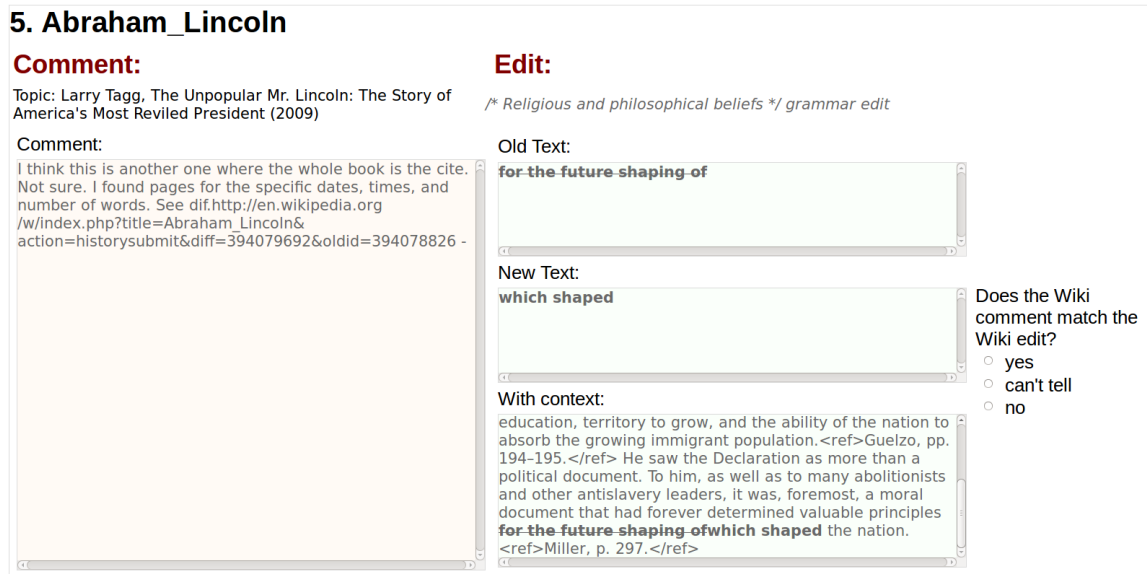 5. Abraham_Lincoln
Comment:
Topic: Larry Tagg, The Unpopular Mr. Lincoln: The Story of
America's Most Reviled President (2009)
Comment:
I think this is another one where the whole book is the cite.
Not sure. I found pages for the specific dates, times, and
number of words. See dif.http://en.wikipedia.org
/w/index.php?title=Abraham_Lincoln&
action=historysubmit&diff=394079692&oldid=394078826 -
Edit:
/* Religious and philosophical beliefs */ grammar edit
Old Text:
for the future shaping of
New Text:
which shaped
With context:
education, territory to grow, and the ability of the nation to
absorb the growing immigrant population.<ref>Guelzo, pp.
194–195.</ref> He saw the Declaration as more than a
political document. To him, as well as to many abolitionists
and other antislavery leaders, it was, foremost, a moral
document that had forever determined valuable principles
for the future shaping ofwhich shaped the nation.
<ref>Miller, p. 297.</ref>
Does the Wiki
comment match the
Wiki edit?
yes
can't tell
no